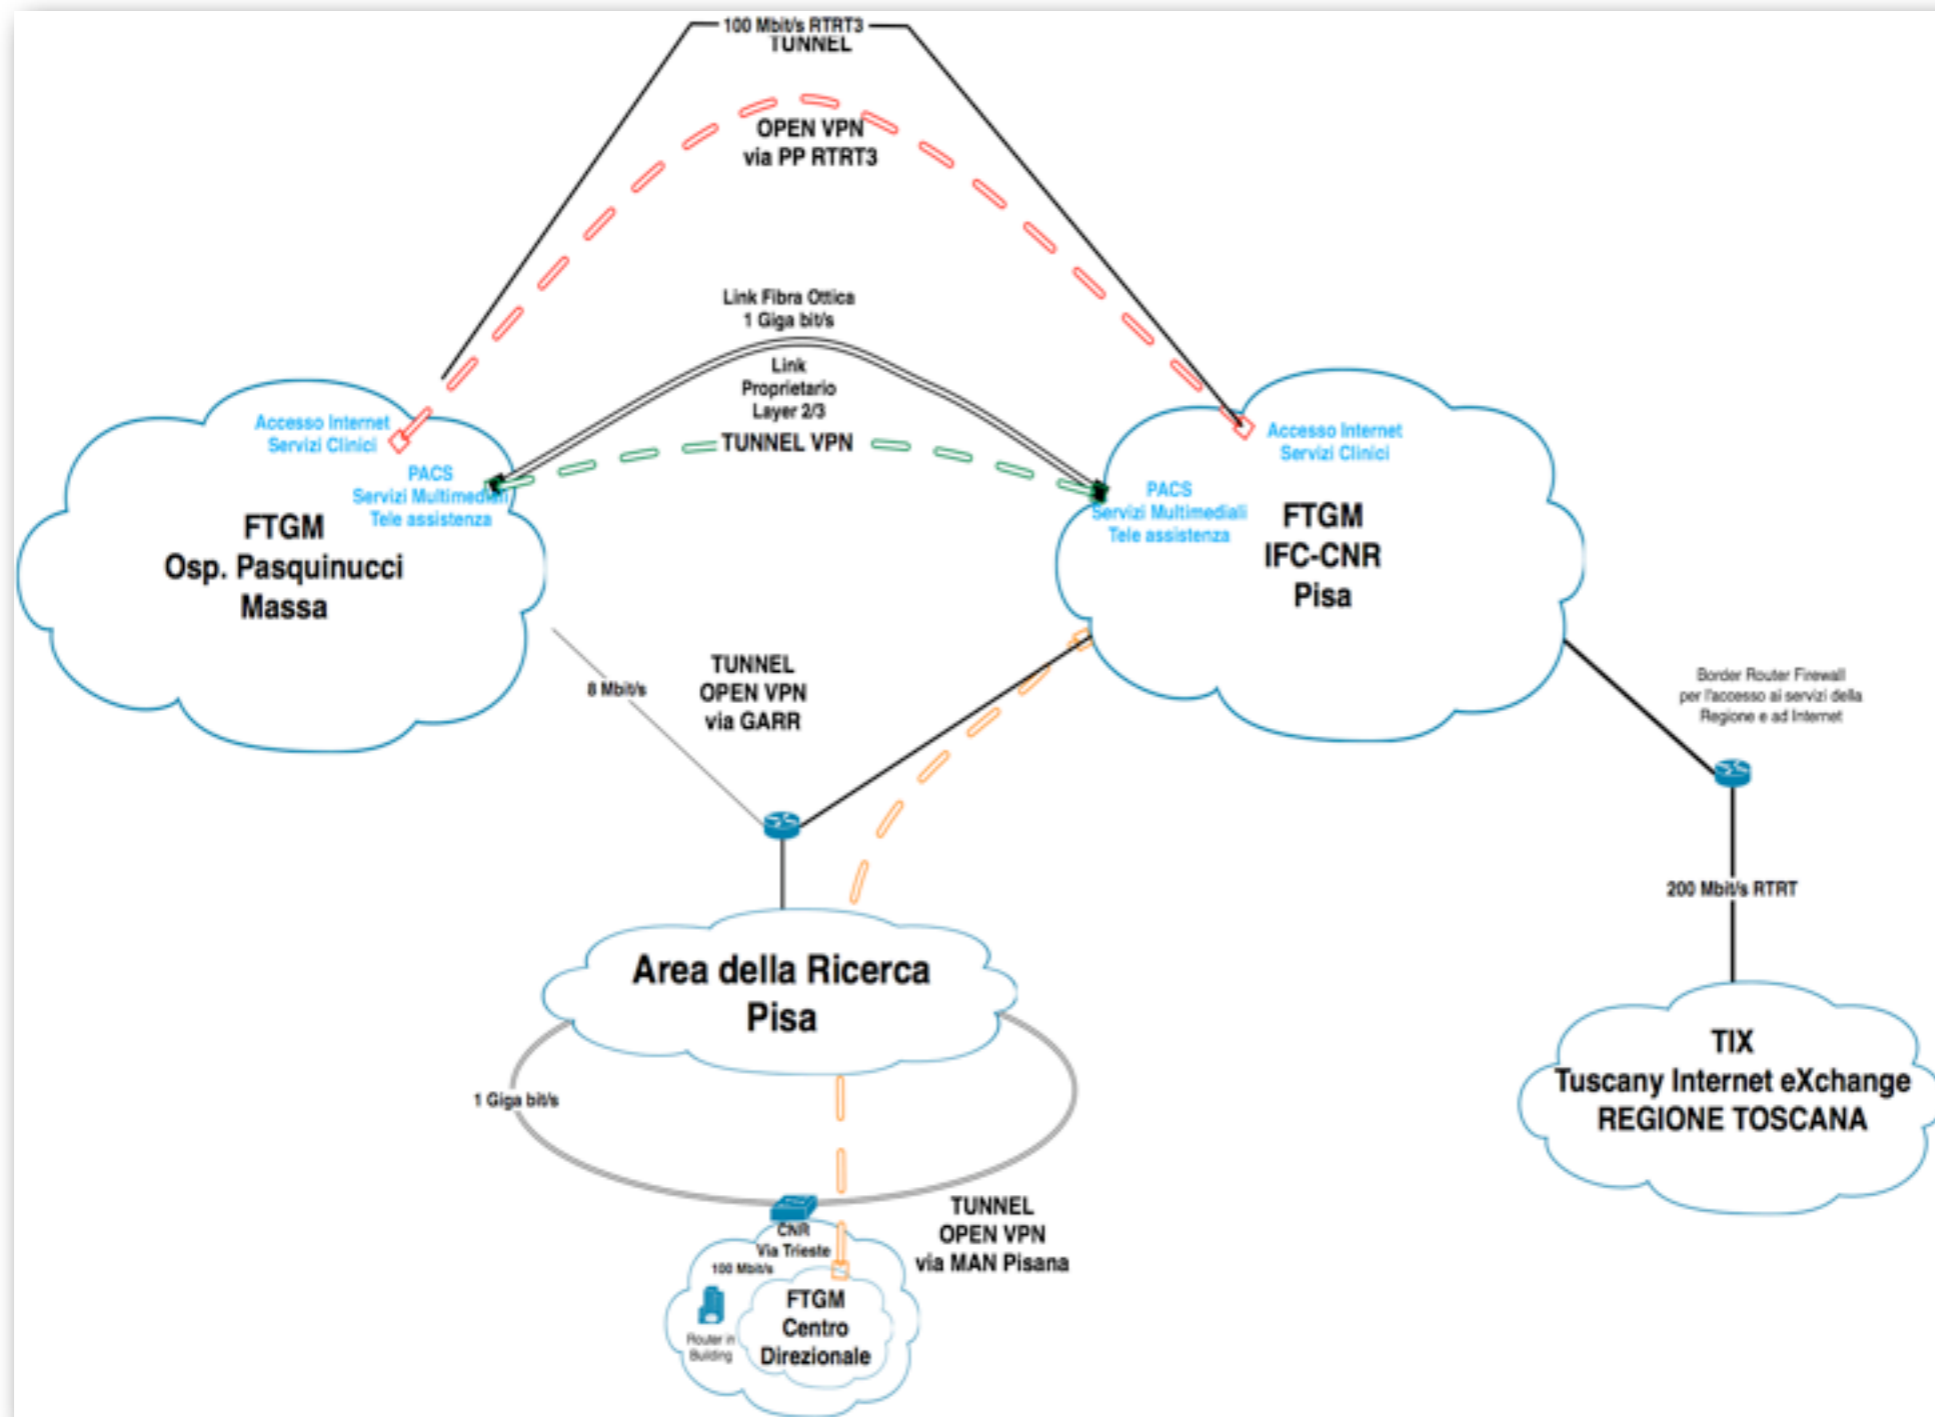 100 Mbit/s RTRT3
TUNNEL
OPEN VPN
via PP RTRT3
Link Fibra Ottica
1 Giga bit/s
Link
Proprietario
Layer 2/3
TUNNEL VPN
Accesso Internet
Servizi Clinici
PACS
Servizi Multimediali
Tele assistenza
FTGM
Osp. Pasquinucci
Massa
Accesso Internet
Servizi Clinici
PACS
Servizi Multimediali
Tele assistenza
FTGM
IFC-CNR
Pisa
8 Mbit/s
TUNNEL
OPEN VPN
via GARR
Border Router Firewall
per l'accesso ai servizi della
Regione e ad Internet
200 Mbit/s RTRT
Area della Ricerca
Pisa
1 Giga bit/s
TIX
Tuscany Internet eXchange
REGIONE TOSCANA
CNR
Via Trieste
100 Mbit/s
TUNNEL
OPEN VPN
via MAN Pisana
FTGM
Centro
Direzionale
Router in
Building